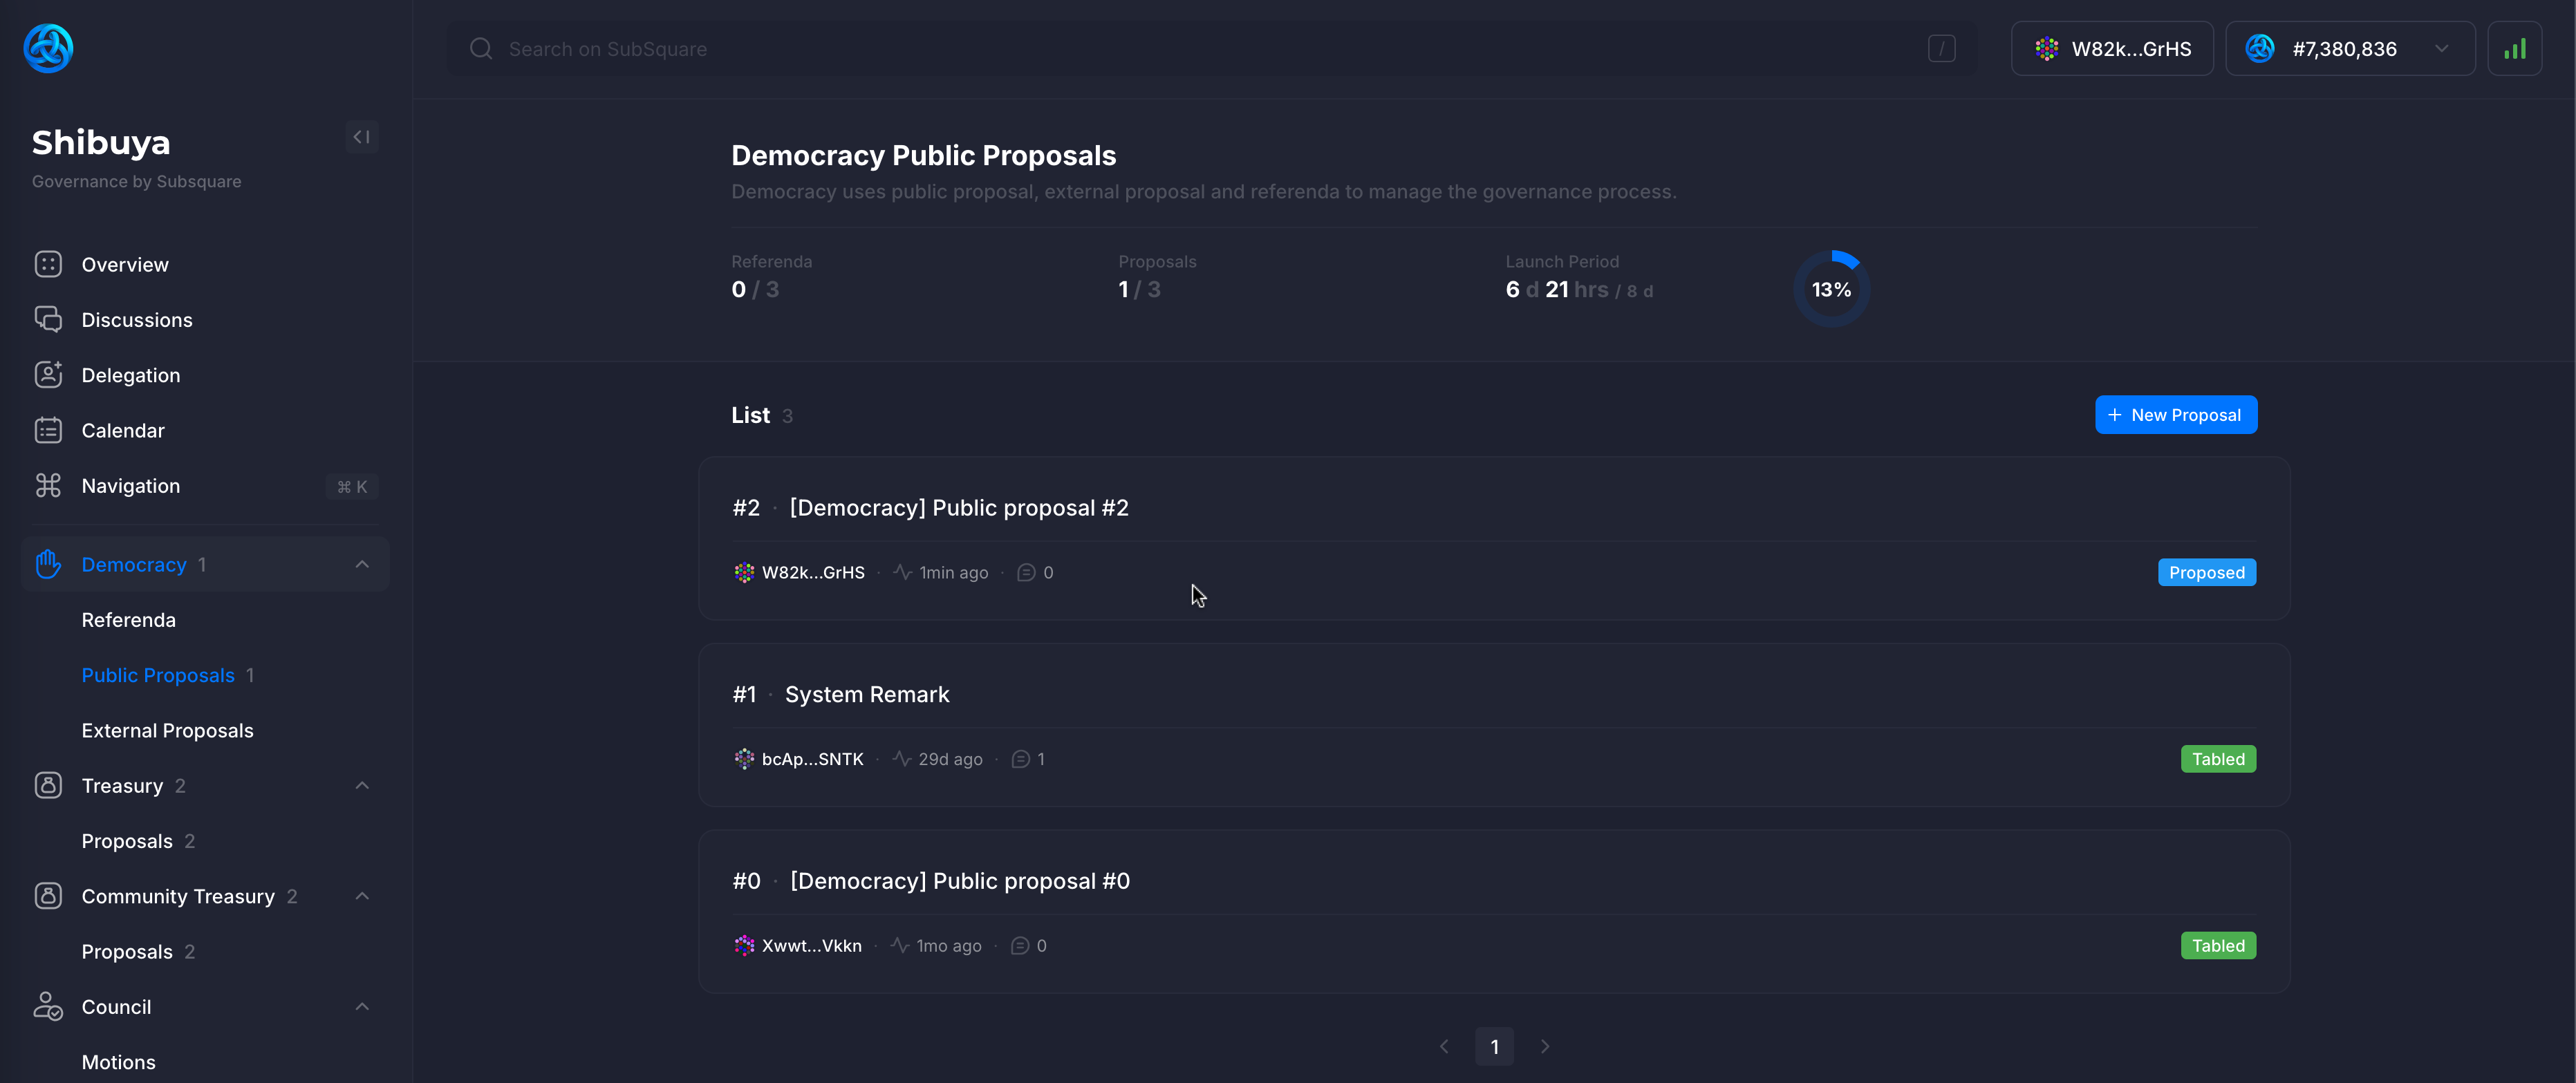 Search on SubSquare
/
W82k...GrHS
#7,380,836
Shibuya
Governance by Subsquare
Overview
Discussions
Delegation
Calendar
Navigation
⌘ K
Democracy 1
Referenda
Public Proposals 1
External Proposals
Treasury 2
Proposals 2
Community Treasury 2
Proposals 2
Council
Motions
Democracy Public Proposals
Democracy uses public proposal, external proposal and referenda to manage the governance process.
Referenda
0 / 3
Proposals
1 / 3
Launch Period
6 d 21 hrs / 8 d
13%
List 3
+ New Proposal
#2 · [Democracy] Public proposal #2
W82k...GrHS · 1min ago · 0
Proposed
#1 · System Remark
bcAp...SNTK · 29d ago · 1
Tabled
#0 · [Democracy] Public proposal #0
Xwwt...Vkkn · 1mo ago · 0
Tabled
1